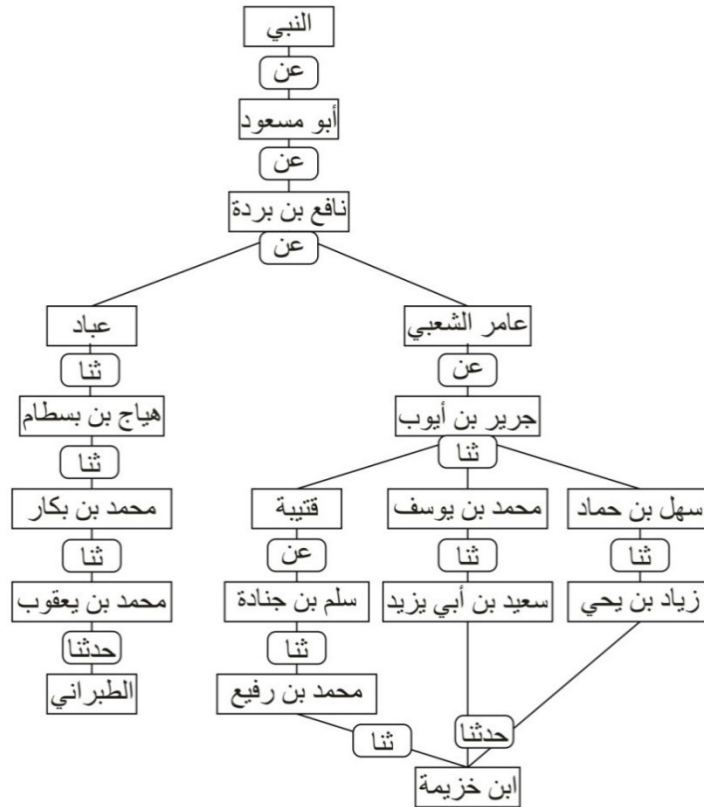 النبي
عن
أبو مسعود
عن
نافع بن بردة
عن
عامر الشعبي
عباد
عن
ثنا
جرير بن أيوب
هياج بن بسطام
ثنا
ثنا
سهل بن حماد
محمد بن يوسف
قتيبة
محمد بن بكار
ثنا
ثنا
عن
ثنا
زياد بن يحي
سعيد بن أبي يزيد
سلم بن جنادة
محمد بن يعقوب
ثنا
حدثنا
محمد بن رفيع
الطبراني
حدثنا
ثنا
ابن خزيمة